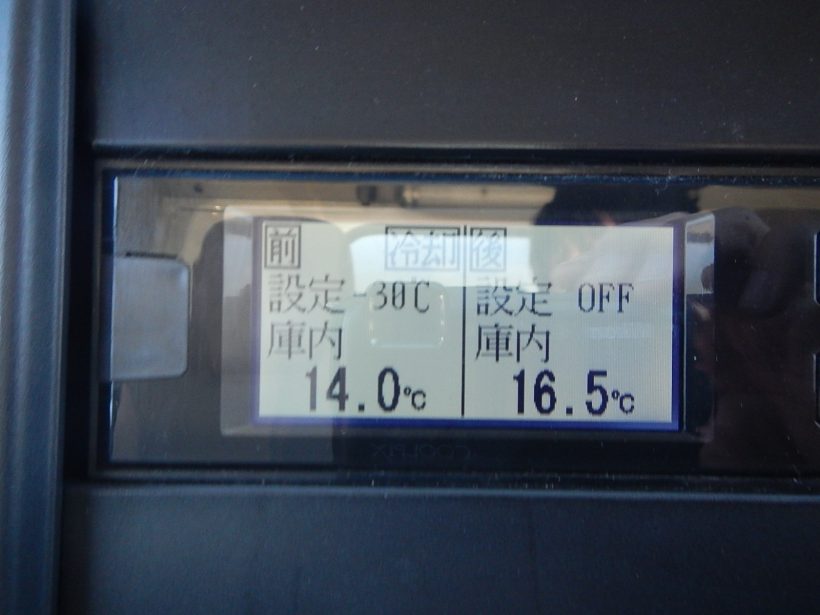 前 冷却 後
設定 -30℃ 設定 OFF
庫内 庫内
14.0℃ 16.5℃